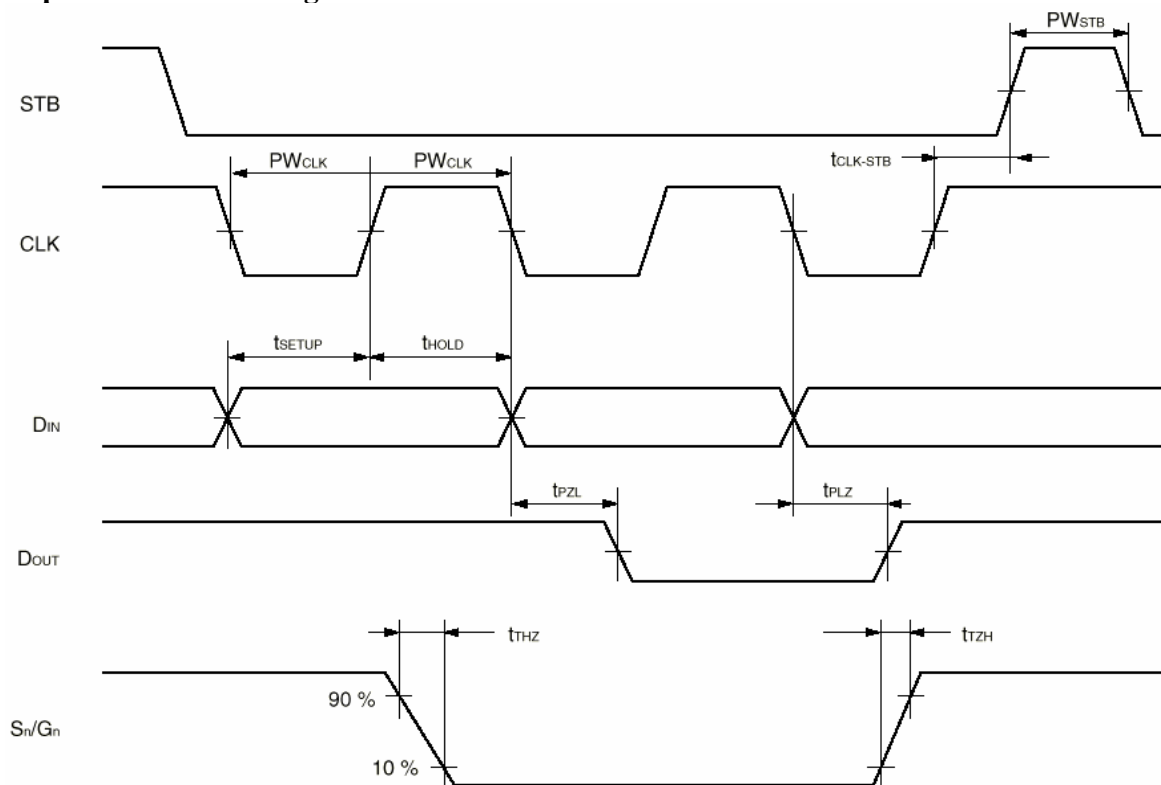 PWSTB
STB
PWCLK PWCLK
tCLK-STB
CLK
tSETUP tHOLD
DIN
tPZL tPLZ
DOUT
tTHZ tTZH
90 %
Sn/Gn
10 %